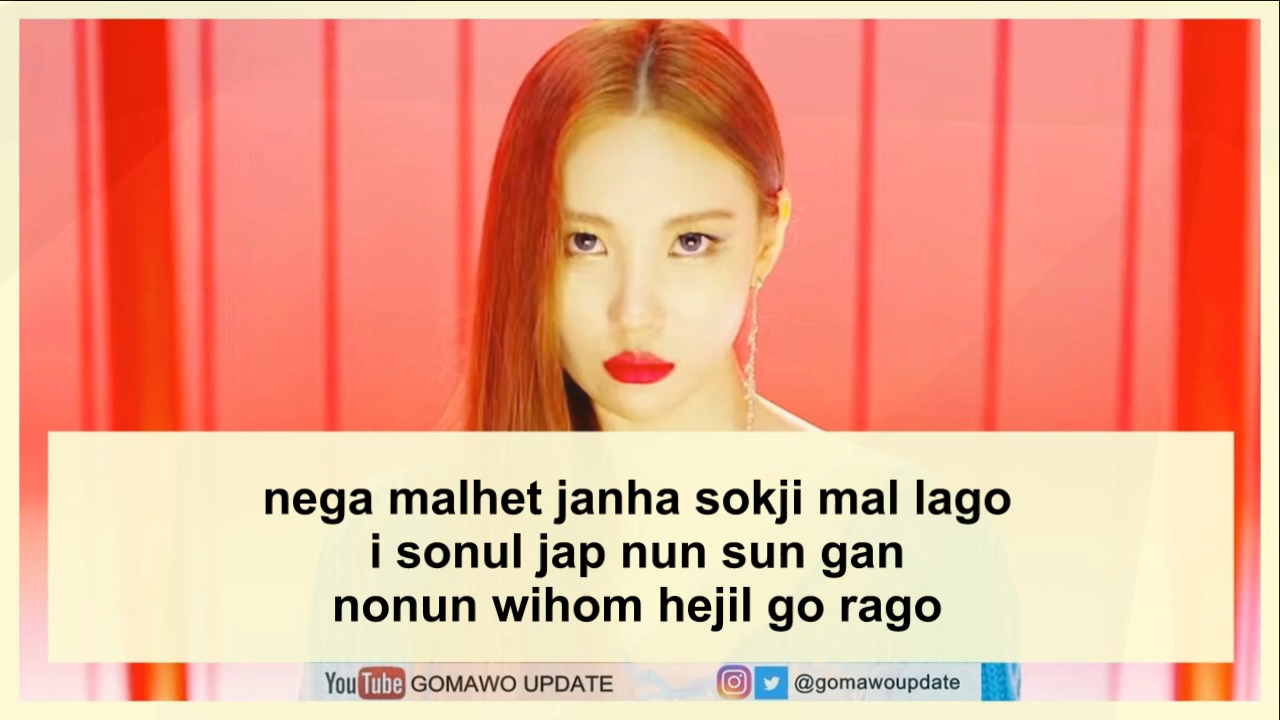 nega malhet janha sokji mal lago
i sonul jap nun sun gan
nonun wihom hejil go rago
YouTube GOMAWO UPDATE
@gomawoupdate